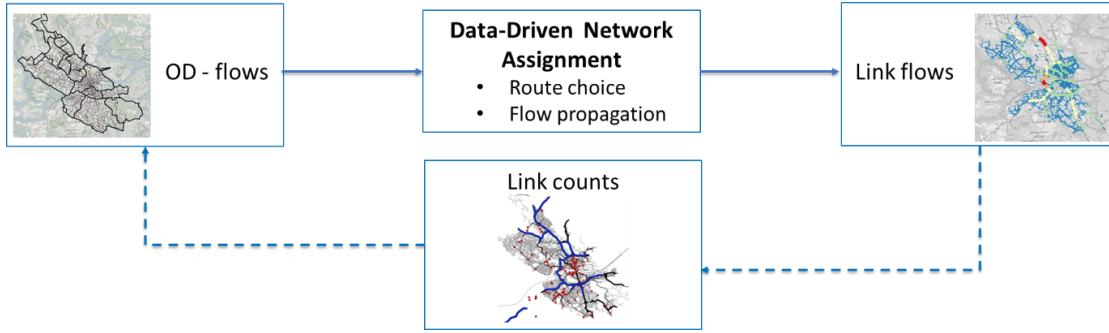 OD - flows
Data-Driven Network
Assignment
• Route choice
• Flow propagation
Link flows
Link counts